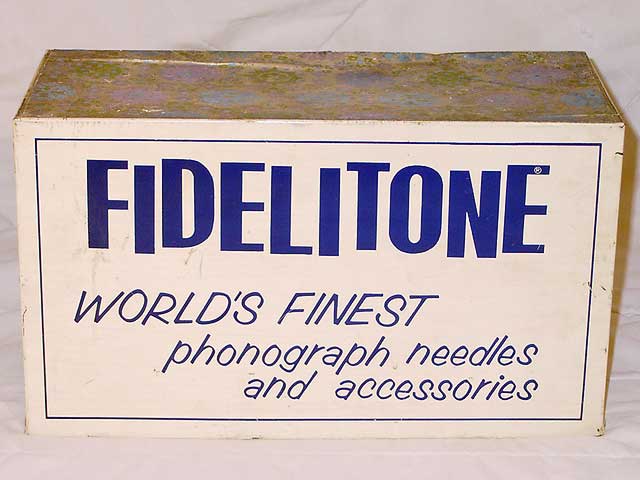 FIDELITONE®
WORLD'S FINEST
phonograph needles
and accessories